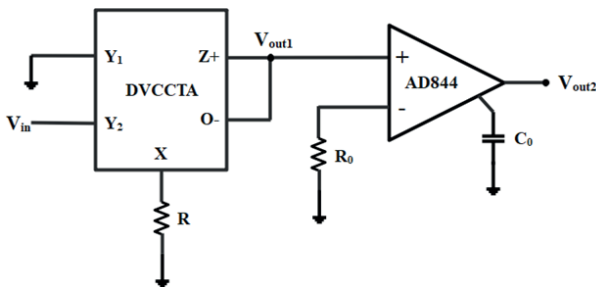 Vout1
Y1
Z+
+
AD844
Vout2
DVCCTA
Vin
Y2
O-
-
X
R0
C0
R